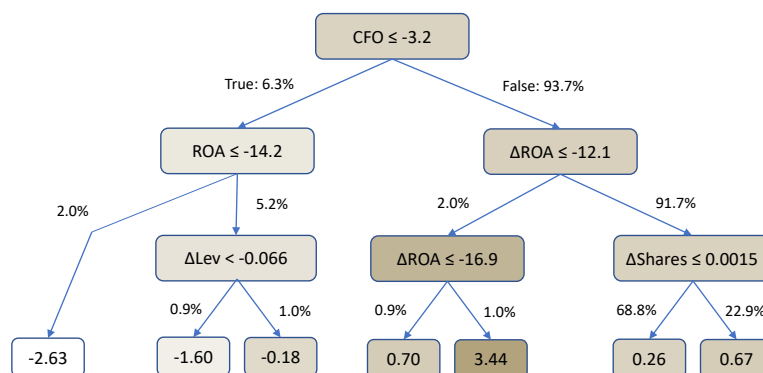 CFO ≤ -3.2
True: 6.3%
False: 93.7%
ROA ≤ -14.2
ΔROA ≤ -12.1
2.0%
5.2%
2.0%
91.7%
ΔLev < -0.066
ΔROA ≤ -16.9
ΔShares ≤ 0.0015
0.9%
1.0%
0.9%
1.0%
68.8%
22.9%
-2.63
-1.60
-0.18
0.70
3.44
0.26
0.67